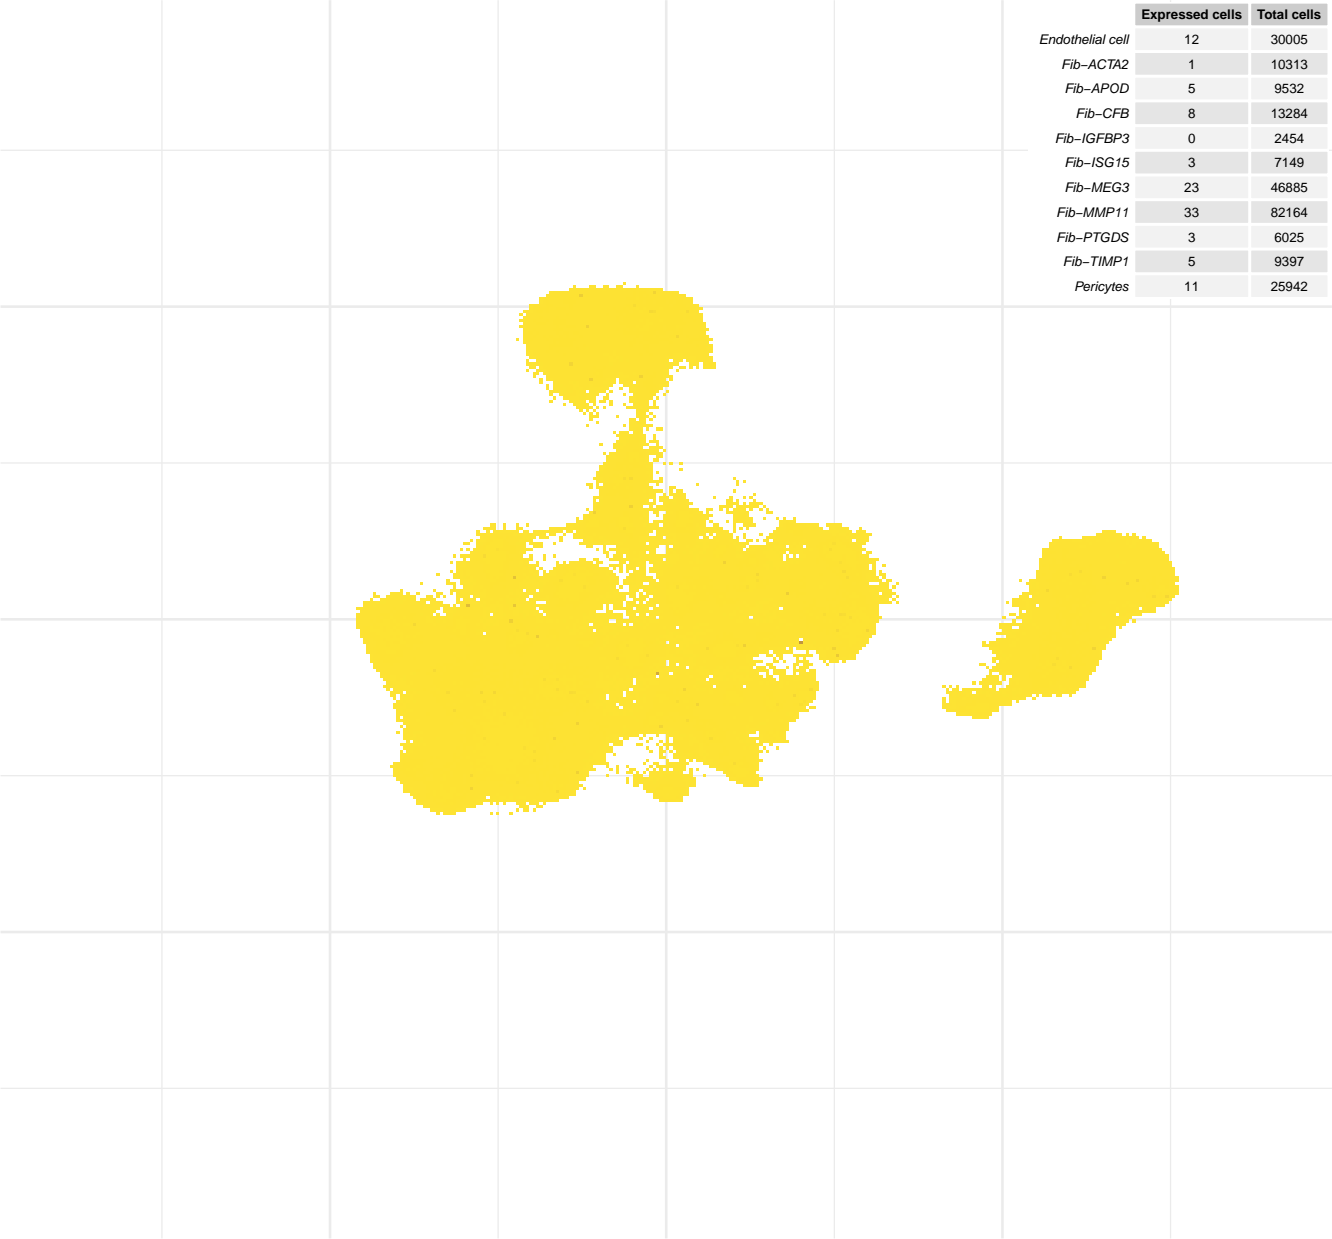 Expressed cells Total cells
Endothelial cell 12 30005
Fib−ACTA2 1 10313
Fib−APOD 5 9532
Fib−CFB 8 13284
Fib−IGFBP3 0 2454
Fib−ISG15 3 7149
Fib−MEG3 23 46885
Fib−MMP11 33 82164
Fib−PTGDS 3 6025
Fib−TIMP1 5 9397
Pericytes 11 25942